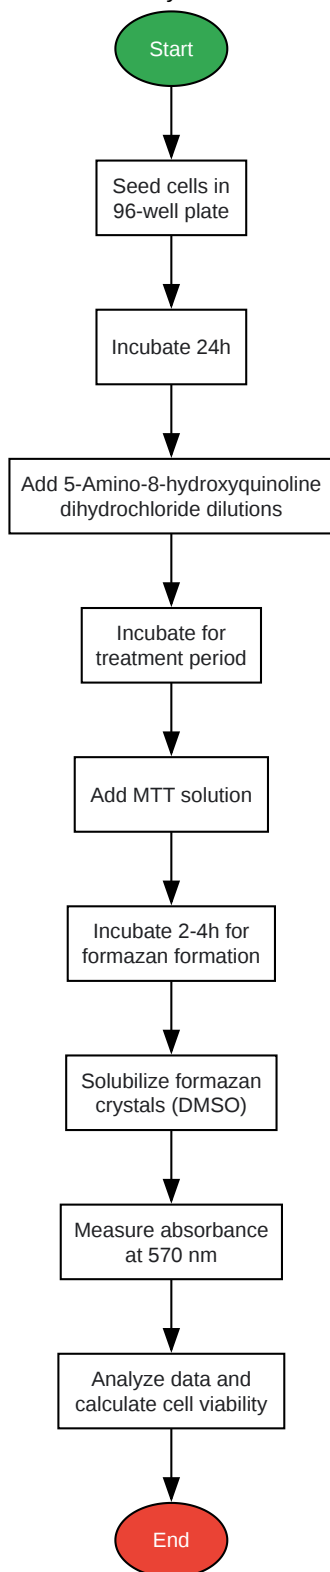 Start
Seed cells in
96-well plate
Incubate 24h
Add 5-Amino-8-hydroxyquinoline
dihydrochloride dilutions
Incubate for
treatment period
Add MTT solution
Incubate 2-4h for
formazan formation
Solubilize formazan
crystals (DMSO)
Measure absorbance
at 570 nm
Analyze data and
calculate cell viability
End